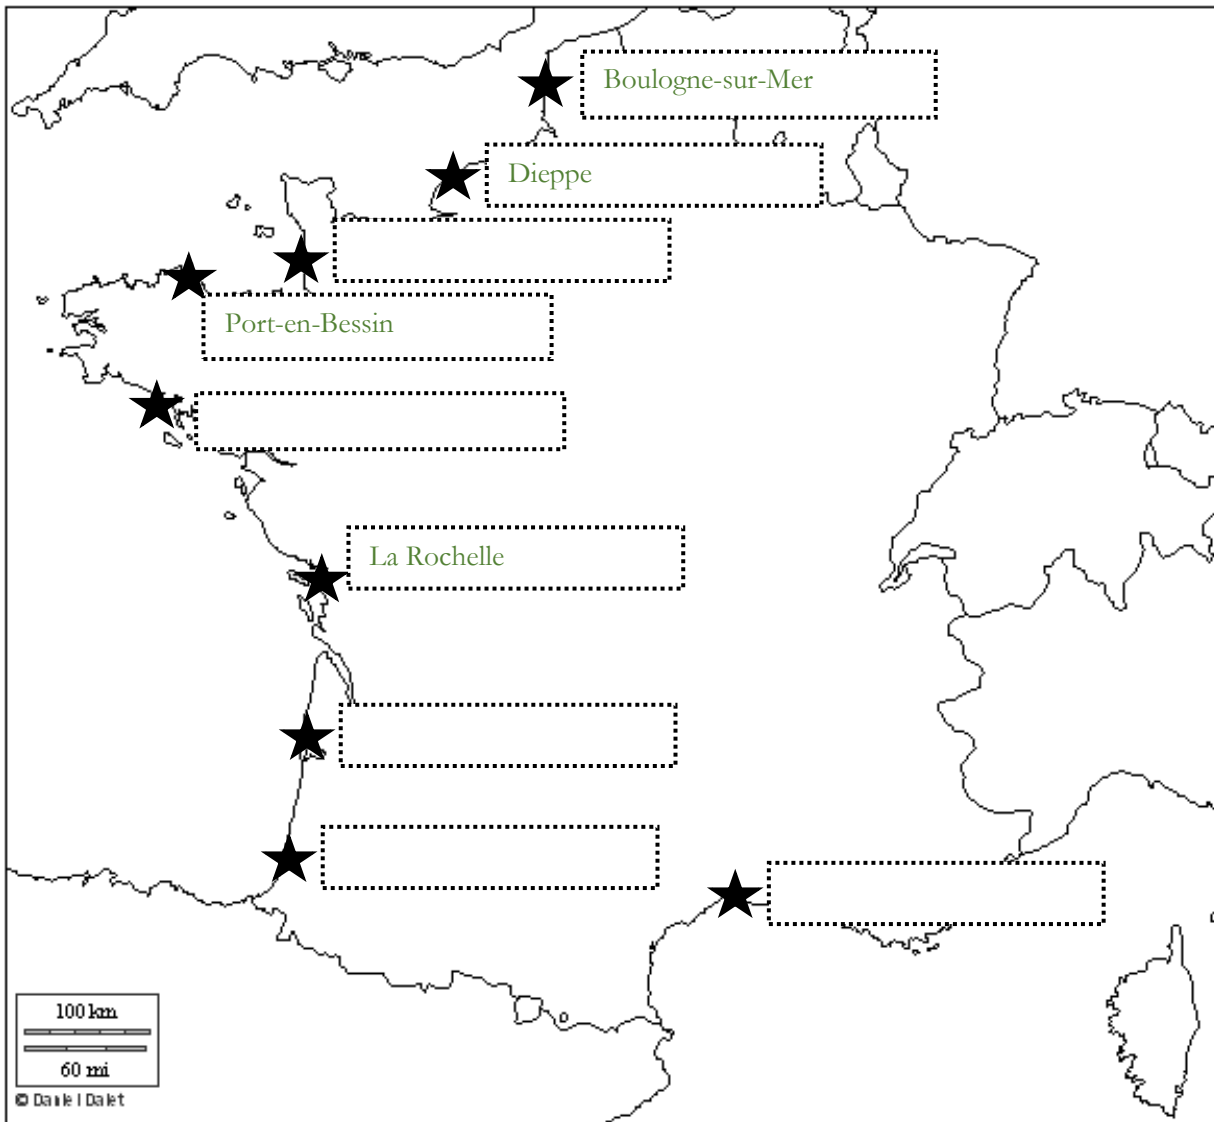 Boulogne-sur-Mer
Dieppe
Port-en-Bessin
La Rochelle
100 km
60 mi
© Daniel Dalet